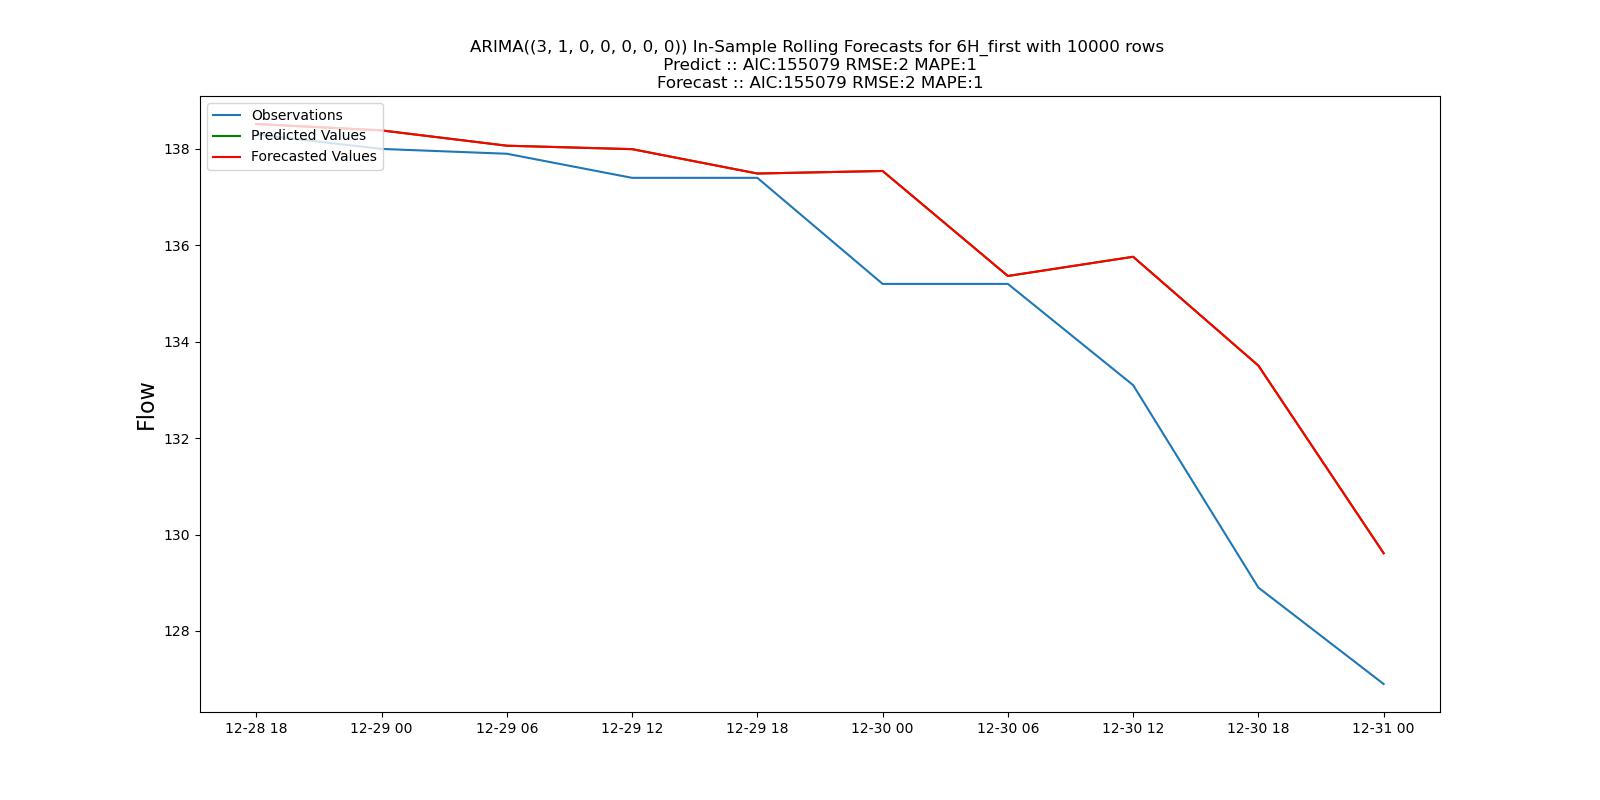 ARIMA((3, 1, 0, 0, 0, 0, 0)) In-Sample Rolling Forecasts for 6H_first with 10000 rows
Predict :: AIC:155079 RMSE:2 MAPE:1
Forecast :: AIC:155079 RMSE:2 MAPE:1
Observations
Predicted Values
Forecasted Values
138
136
134
132
130
128
Flow
12-28 18
12-29 00
12-29 06
12-29 12
12-29 18
12-30 00
12-30 06
12-30 12
12-30 18
12-31 00